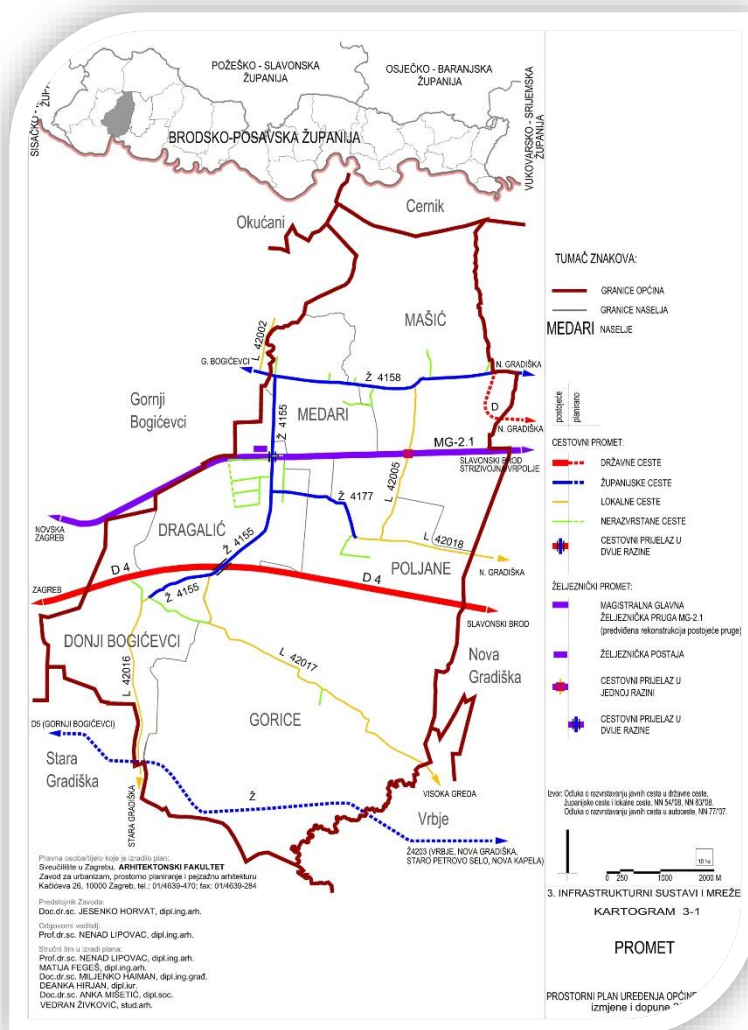 POŽEŠKO - SLAVONSKA
ŽUPANIJA
OSJEČKO - BARANJSKA
ŽUPANIJA
BRODSKO-POSAVSKA ŽUPANIJA
VUKOVARSKO - SRIJEMSKA
ŽUPANIJA
Cernik
Okučani
MAŠIĆ
L 42002
G. BOGIĆEVCI
N. GRADIŠKA
Ž 4158
Gornji
Bogićevci
Ž 4155
MEDARI
D
N. GRADIŠKA
MG-2.1
SLAVONSKI BROD
STRIZIVOJNA/VRPOLJE
L 42005
Ž 4177
NOVSKA
ZAGREB
DRAGALIĆ
Ž 4155
L 42018
POLJANE
N. GRADIŠKA
D 4
ZAGREB
Ž 4155
D 4
SLAVONSKI BROD
DONJI BOGIĆEVCI
L 42016
L 42017
Nova
Gradiška
GORICE
D5 (GORNJI BOGIĆEVCI)
Stara
Gradiška
Ž
VISOKA GREDA
STARA GRADIŠKA
Vrbje
Ž4203 (VRBJE, NOVA GRADIŠKA,
STARO PETROVO SELO, NOVA KAPELA)
TUMAČ ZNAKOVA:
GRANICE OPĆINA
GRANICE NASELJA
MEDARI NASELJE
postojeće
planirano
CESTOVNI PROMET:
DRŽAVNE CESTE
ŽUPANIJSKE CESTE
LOKALNE CESTE
NERAZVRSTANE CESTE
CESTOVNI PRIJELAZ U
DVIJE RAZINE
ŽELJEZNIČKI PROMET:
MAGISTRALNA GLAVNA
ŽELJEZNIČKA PRUGA MG-2.1
(predviđena rekonstrukcija postojeće pruge)
ŽELJEZNIČKA POSTAJA
CESTOVNI PRIJELAZ U
JEDNOJ RAZINI
CESTOVNI PRIJELAZ U
DVIJE RAZINE
Izvor: Odluka o razvrstavanju javnih cesta u državne ceste,
županijske ceste i lokalne ceste, NN 54/'08, NN 83/'08.
Odluka o razvrstavanju javnih cesta u autoceste, NN 77/'07.
10 ha
0 250 1000 2000 M
3. INFRASTRUKTURNI SUSTAVI I MREŽE
KARTOGRAM 3-1
PROMET
PROSTORNI PLAN UREĐENJA OPĆINE
izmjene i dopune
Pravna osoba/tijelo koje je izradilo plan:
Sveučilište u Zagrebu, ARHITEKTONSKI FAKULTET
Zavod za urbanizam, prostorno planiranje i pejzažnu arhitekturu
Kačićeva 26, 10000 Zagreb, tel.: 01/4639-470; fax: 01/4639-284
Predstojnik Zavoda:
Doc.dr.sc. JESENKO HORVAT, dipl.ing.arh.
Odgovorni voditelj:
Prof.dr.sc. NENAD LIPOVAC, dipl.ing.arh.
Stručni tim u izradi plana:
Prof.dr.sc. NENAD LIPOVAC, dipl.ing.arh.
MATIJA FEGEŠ, dipl.ing.arh.
Doc.dr.sc. MILJENKO HAIMAN, dipl.ing.građ.
DEANKA HIRJAN, dipl.iur.
Doc.dr.sc. ANKA MIŠETIĆ, dipl.soc.
VEDRAN ŽIVKOVIĆ, stud.arh.